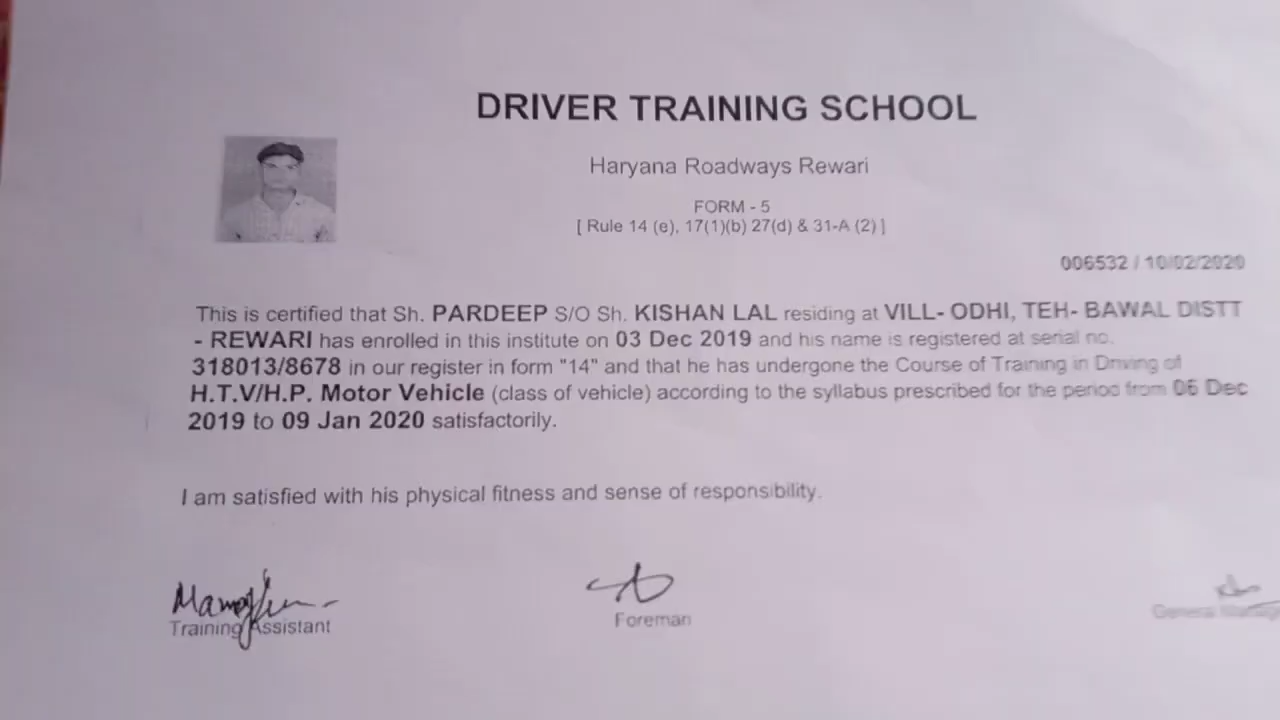 DRIVER TRAINING SCHOOL
Haryana Roadways Rewari
FORM - 5
[ Rule 14 (e), 17(1)(b) 27(d) & 31-A (2) ]
006532 / 10/02/2020
This is certified that Sh. PARDEEP S/O Sh. KISHAN LAL residing at VILL- ODHI, TEH- BAWAL DISTT
- REWARI has enrolled in this institute on 03 Dec 2019 and his name is registered at serial no.
318013/8678 in our register in form "14" and that he has undergone the Course of Training in Driving of
H.T.V/H.P. Motor Vehicle (class of vehicle) according to the syllabus prescribed for the period from 06 Dec
2019 to 09 Jan 2020 satisfactorily.
I am satisfied with his physical fitness and sense of responsibility.
Training Assistant
Foreman
General